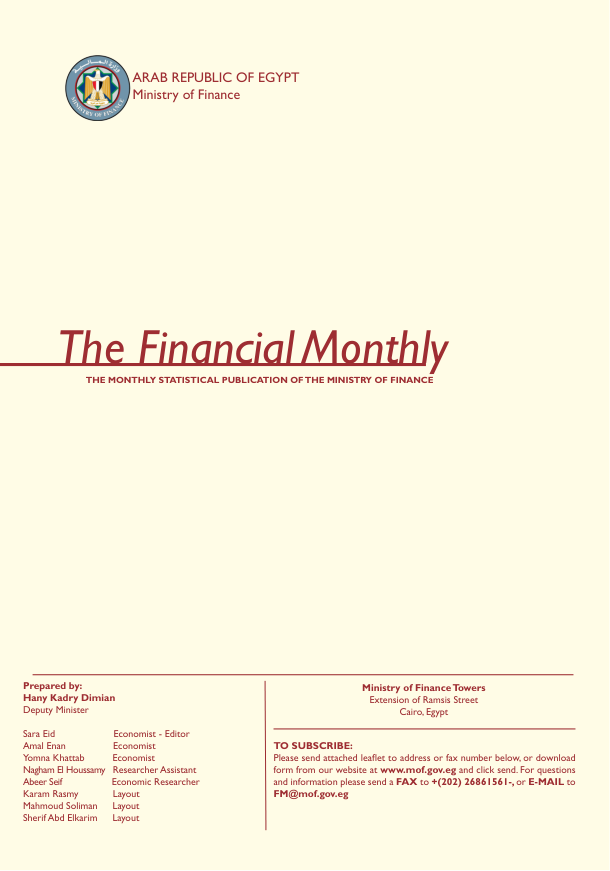 وزارة المالية
MINISTRY OF FINANCE
ARAB REPUBLIC OF EGYPT
Ministry of Finance
The Financial Monthly
THE MONTHLY STATISTICAL PUBLICATION OF THE MINISTRY OF FINANCE
Prepared by:
Hany Kadry Dimian
Deputy Minister
Sara Eid Economist - Editor
Amal Enan Economist
Yomna Khattab Economist
Nagham El Houssamy Researcher Assistant
Abeer Seif Economic Researcher
Karam Rasmy Layout
Mahmoud Soliman Layout
Sherif Abd Elkarim Layout
Ministry of Finance Towers
Extension of Ramsis Street
Cairo, Egypt
TO SUBSCRIBE:
Please send attached leaflet to address or fax number below, or download
form from our website at www.mof.gov.eg and click send. For questions
and information please send a FAX to +(202) 26861561-, or E-MAIL to
FM@mof.gov.eg